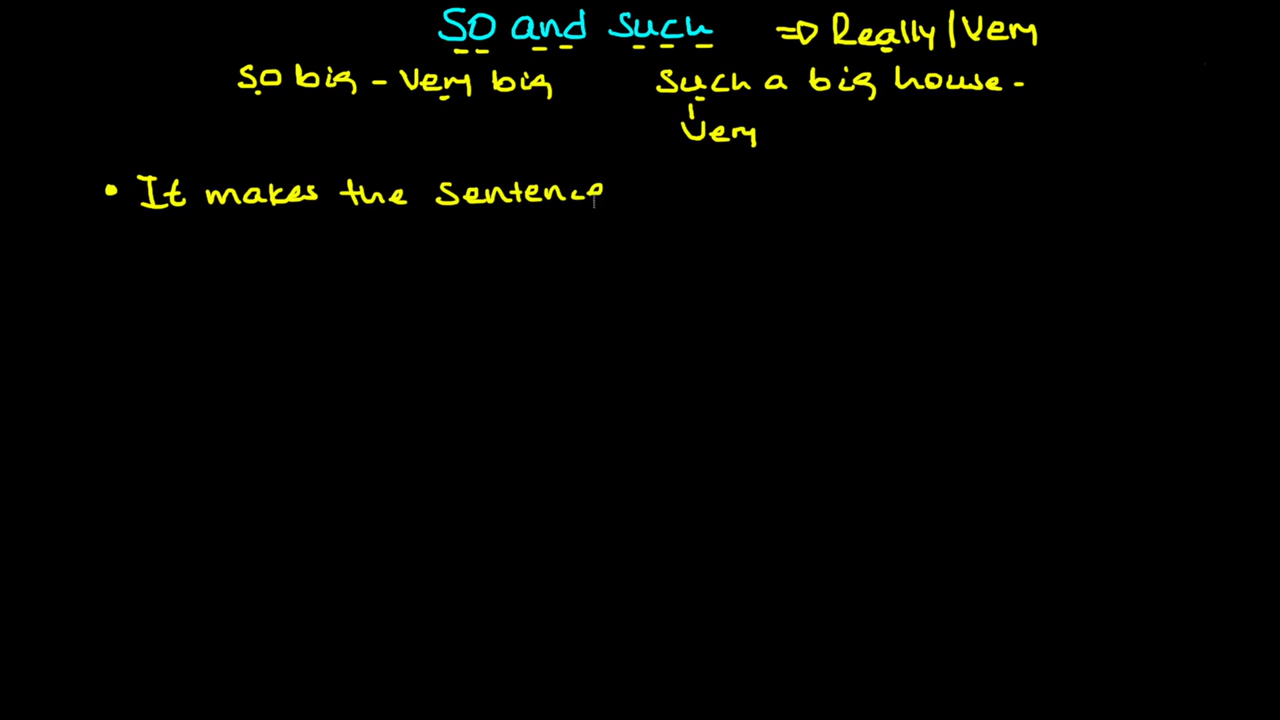 So and such ⇒ Really/Very
So big - Very big Such a big house -
Very
• It makes the sentence